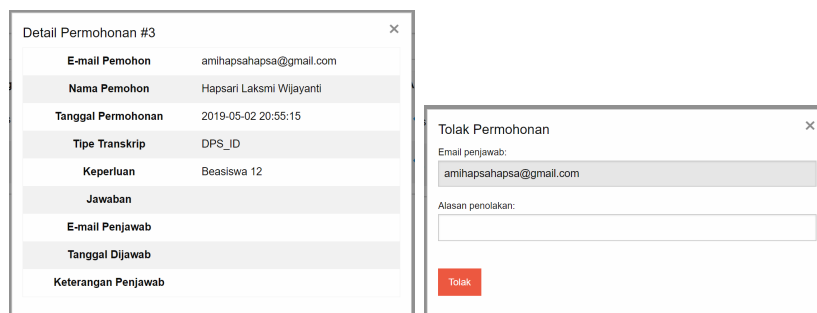 Detail Permohonan #3 ×
E-mail Pemohon amihapsahapsa@gmail.com
Nama Pemohon Hapsari Laksmi Wijayanti
Tanggal Permohonan 2019-05-02 20:55:15
Tipe Transkrip DPS_ID
Keperluan Beasiswa 12
Jawaban
E-mail Penjawab
Tanggal Dijawab
Keterangan Penjawab
Tolak Permohonan ×
Email penjawab:
amihapsahapsa@gmail.com
Alasan penolakan:
Tolak